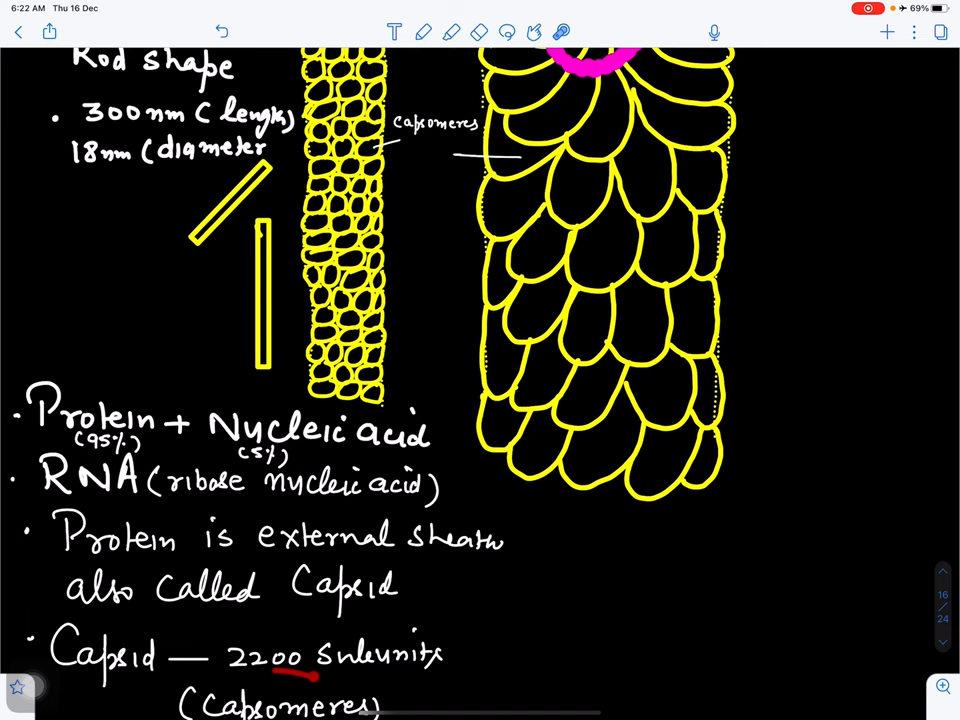 6:22 AM Thu 16 Dec
69%
Rod shape
• 300nm (length)
18nm (diameter
Capsomeres
• Protein + Nucleic acid
(95%) (5%)
• RNA (ribose nucleic acid)
• Protein is external sheath
also called Capsid
• Capsid — 2200 subunits
(Capsomeres)
16
/
24